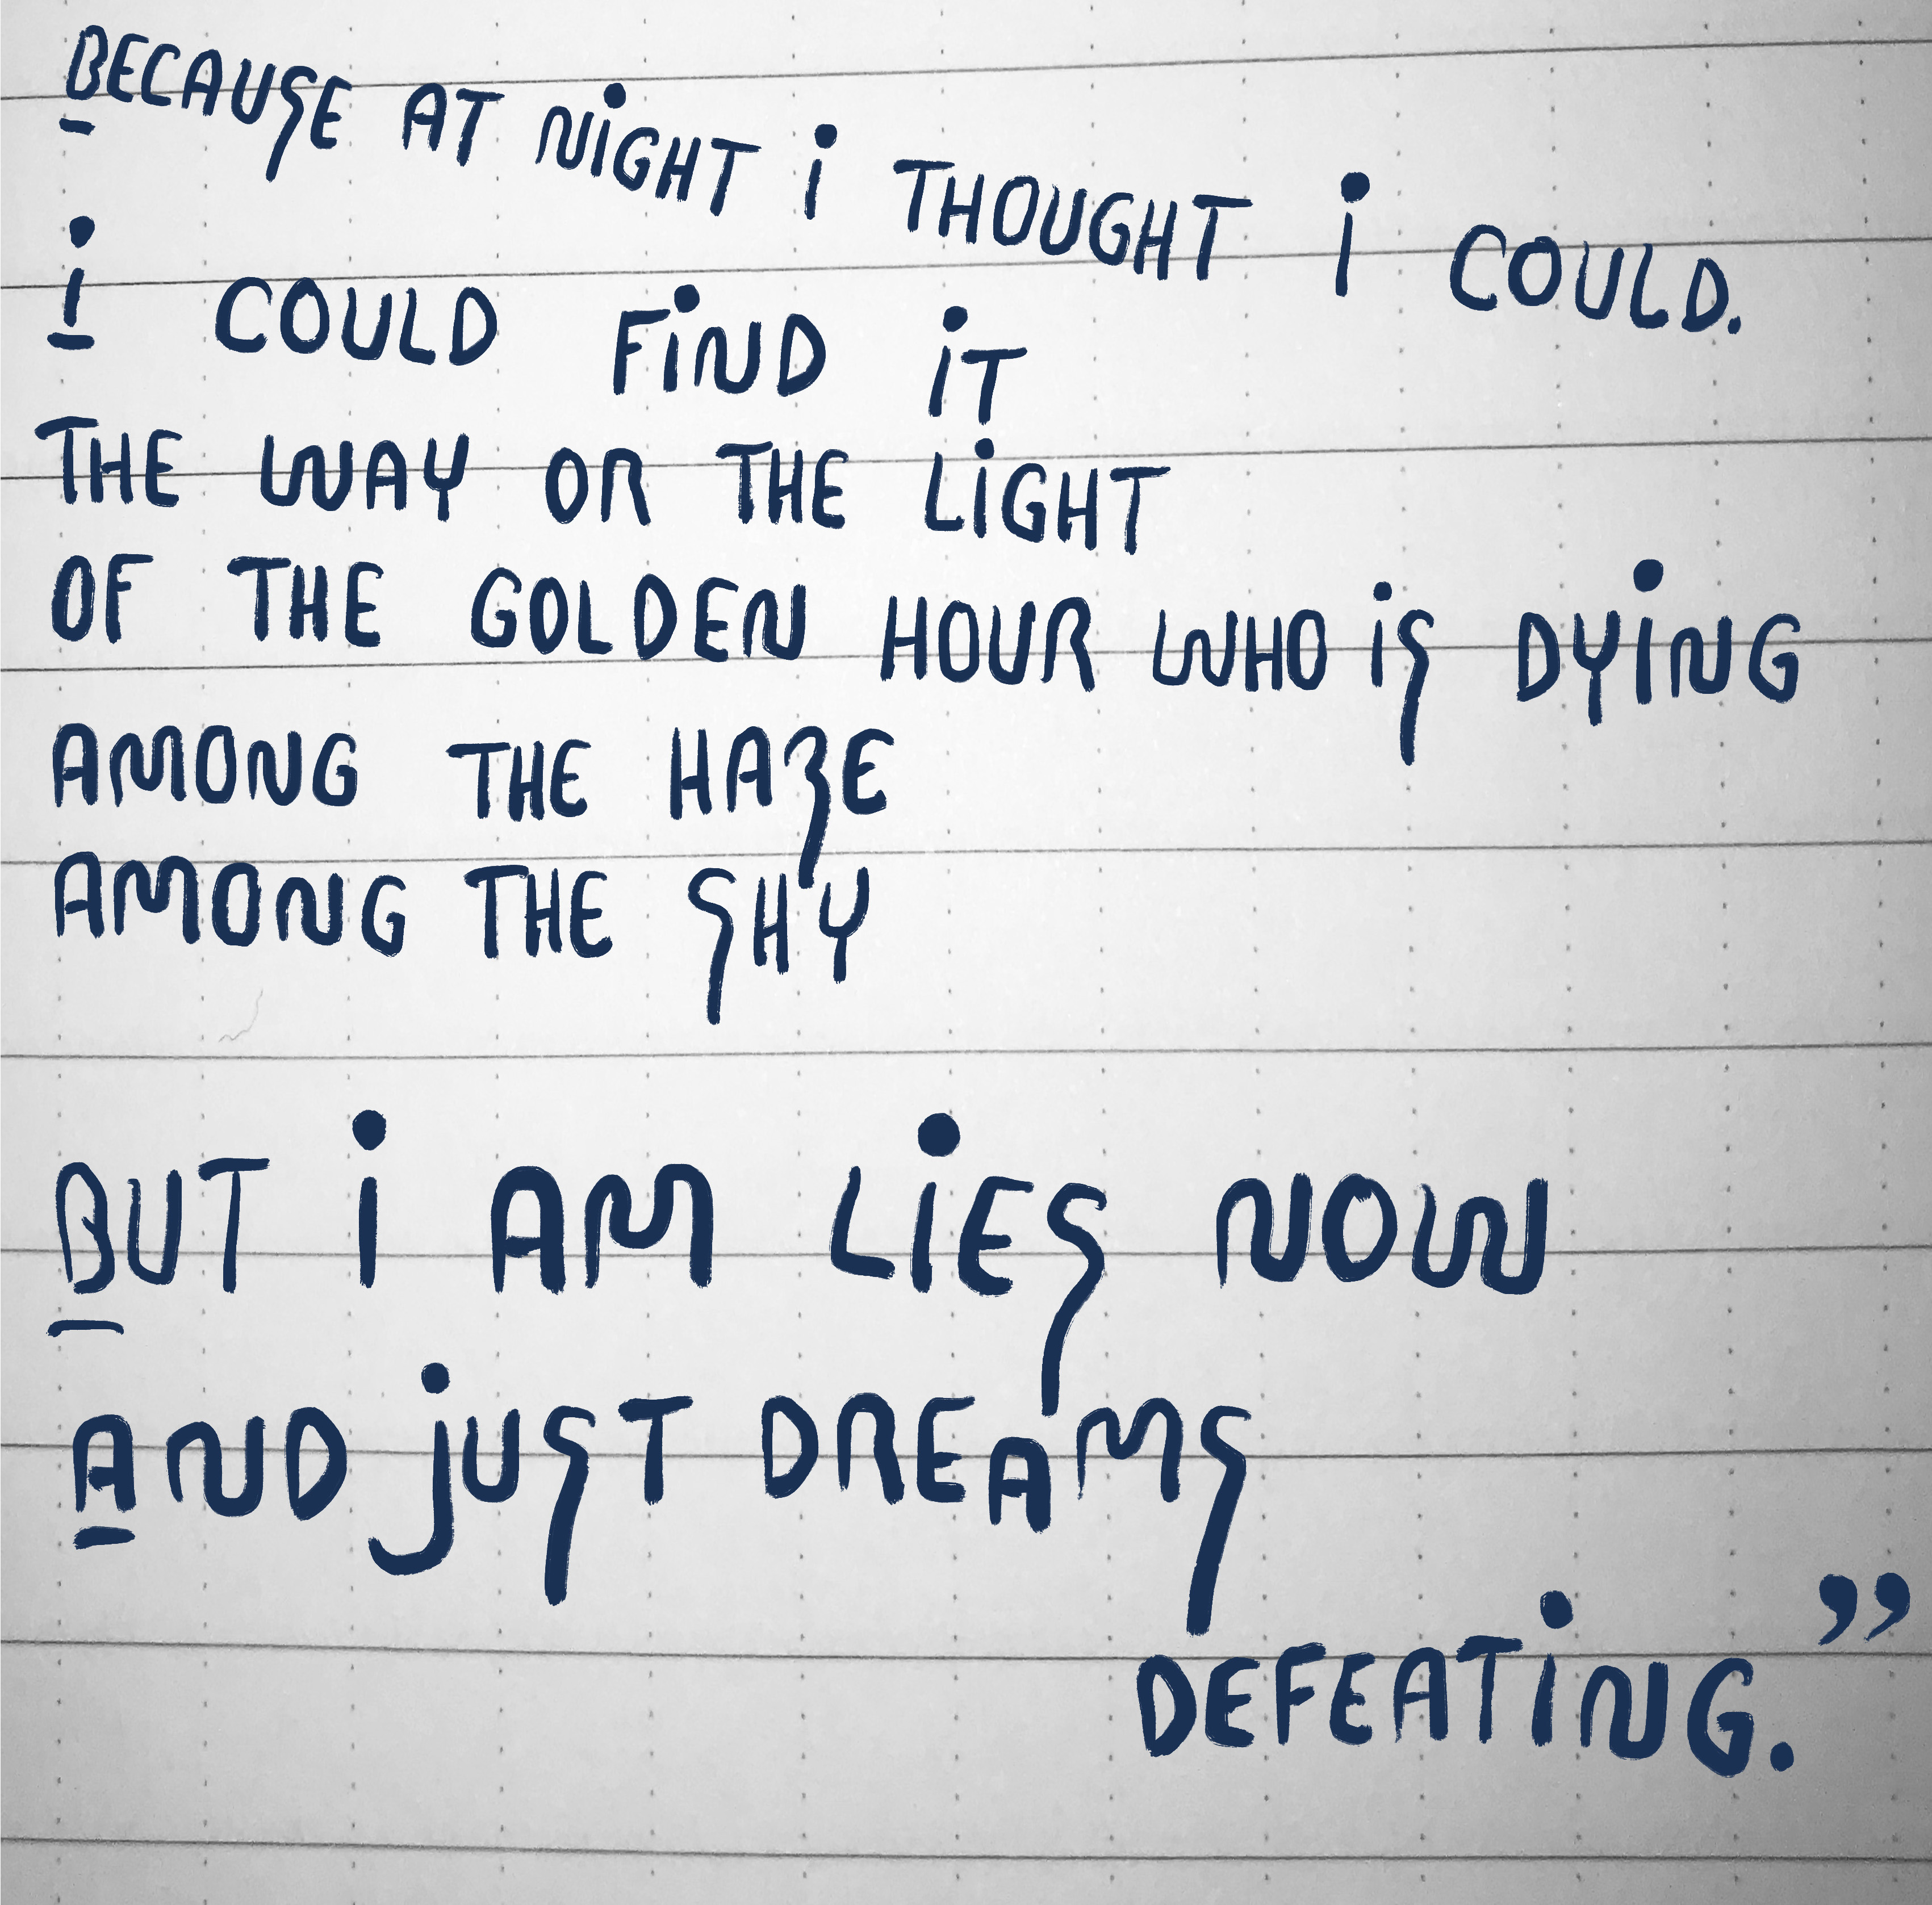 BECAUSE AT NiGHT i THOUGHT i COULD.
i COULD FiND iT
THE WAY OR THE LiGHT
OF THE GOLDEN HOUR WHO iS DYiNG
AMONG THE HAZE
AMONG THE SHY
BUT i AM LiES NOW
AND jUST DREAMS
DEFEATiNG.”